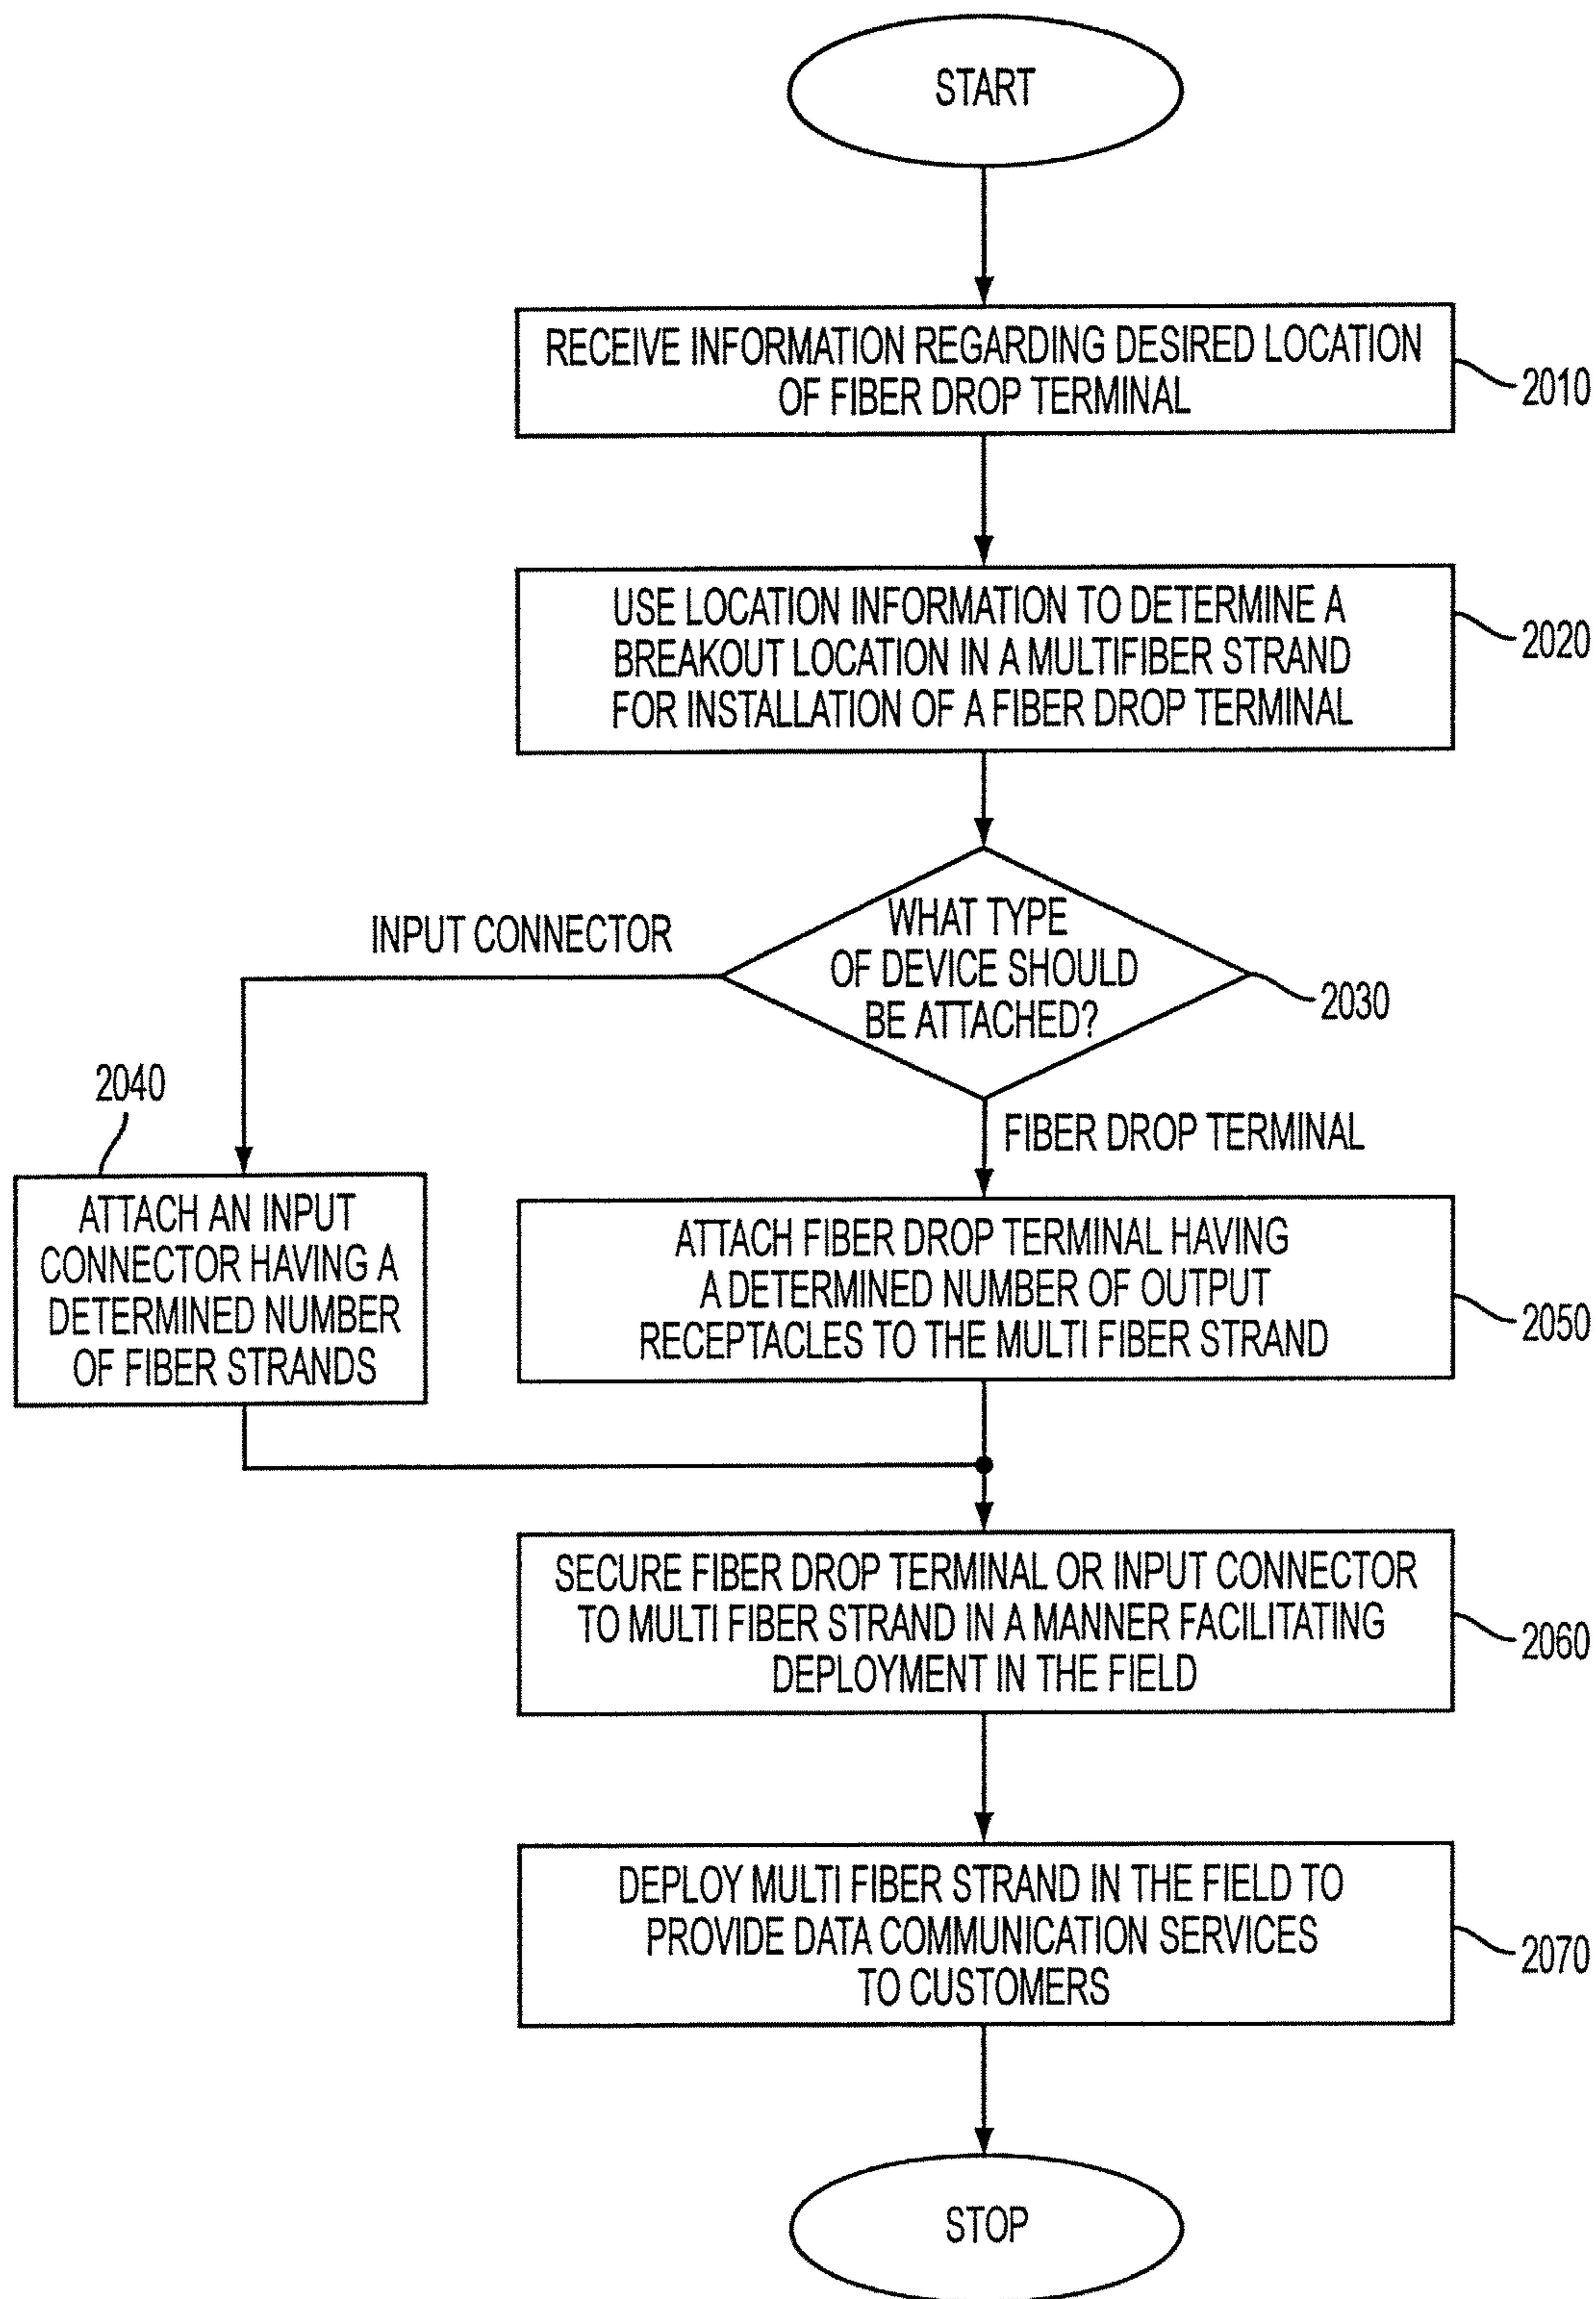 START
RECEIVE INFORMATION REGARDING DESIRED LOCATION
OF FIBER DROP TERMINAL
2010
USE LOCATION INFORMATION TO DETERMINE A
BREAKOUT LOCATION IN A MULTIFIBER STRAND
FOR INSTALLATION OF A FIBER DROP TERMINAL
2020
WHAT TYPE
OF DEVICE SHOULD
BE ATTACHED?
2030
INPUT CONNECTOR
FIBER DROP TERMINAL
2040
ATTACH AN INPUT
CONNECTOR HAVING A
DETERMINED NUMBER
OF FIBER STRANDS
ATTACH FIBER DROP TERMINAL HAVING
A DETERMINED NUMBER OF OUTPUT
RECEPTACLES TO THE MULTI FIBER STRAND
2050
SECURE FIBER DROP TERMINAL OR INPUT CONNECTOR
TO MULTI FIBER STRAND IN A MANNER FACILITATING
DEPLOYMENT IN THE FIELD
2060
DEPLOY MULTI FIBER STRAND IN THE FIELD TO
PROVIDE DATA COMMUNICATION SERVICES
TO CUSTOMERS
2070
STOP